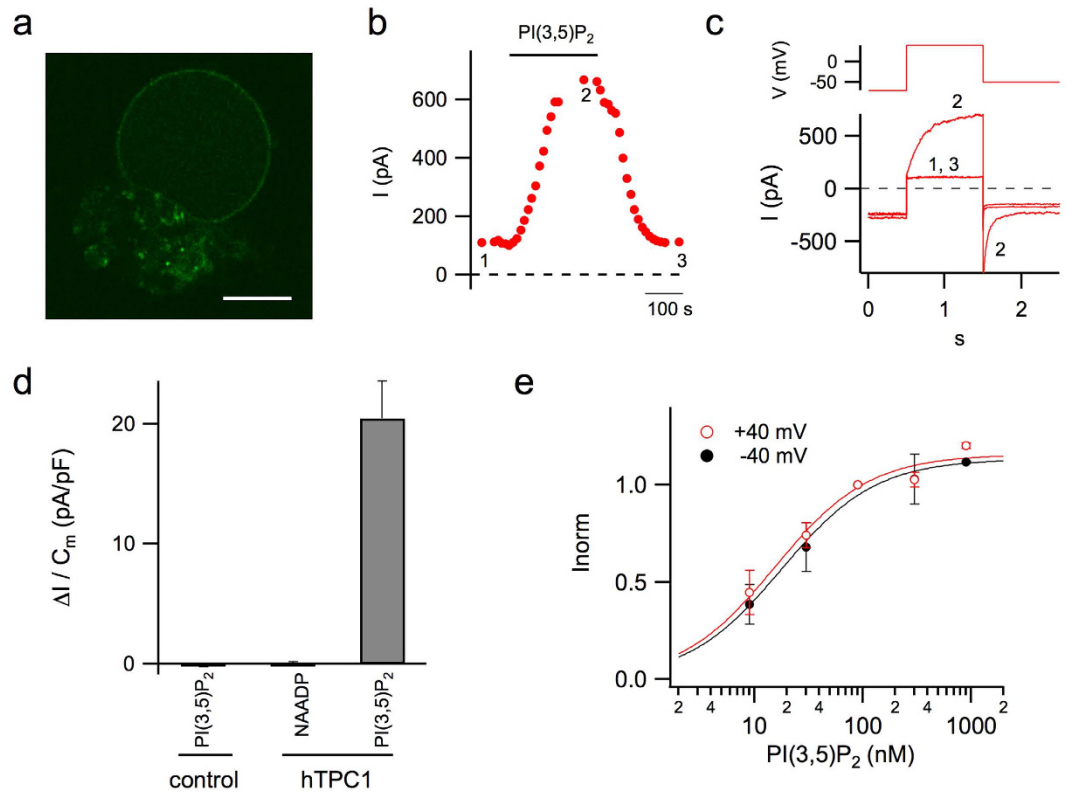 a
b
PI(3,5)P2
600
400
200
0
I (pA)
1
2
3
100 s
c
0
-50
V (mV)
500
0
-500
I (pA)
2
1, 3
2
0 1 2
s
d
20
10
0
ΔI / Cm (pA/pF)
PI(3,5)P2
NAADP
PI(3,5)P2
control
hTPC1
e
+40 mV
-40 mV
1.0
0.5
0.0
Inorm
2 4 10 2 4 100 2 4 1000 2
PI(3,5)P2 (nM)